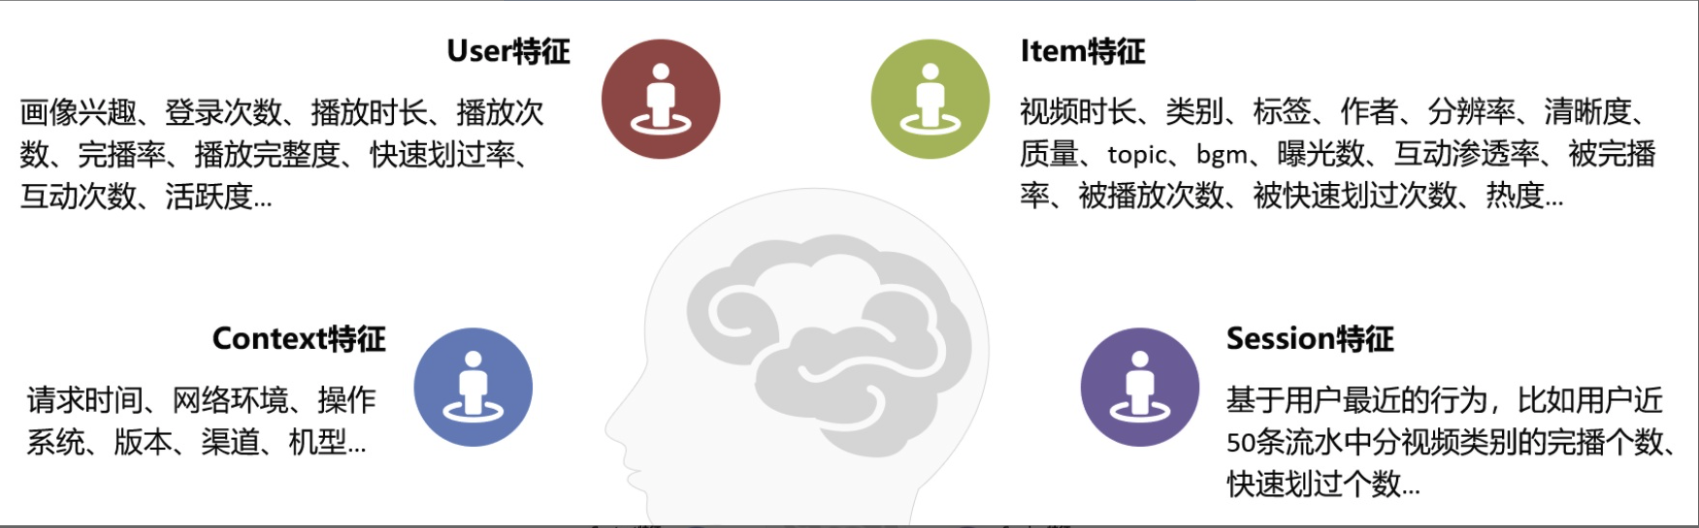 User特征
画像兴趣、登录次数、播放时长、播放次
数、完播率、播放完整度、快速划过率、
互动次数、活跃度...
Item特征
视频时长、类别、标签、作者、分辨率、清晰度、
质量、topic、bgm、曝光数、互动渗透率、被完播
率、被播放次数、被快速划过次数、热度...
Context特征
请求时间、网络环境、操作
系统、版本、渠道、机型...
Session特征
基于用户最近的行为，比如用户近
50条流水中分视频类别的完播个数、
快速划过个数...